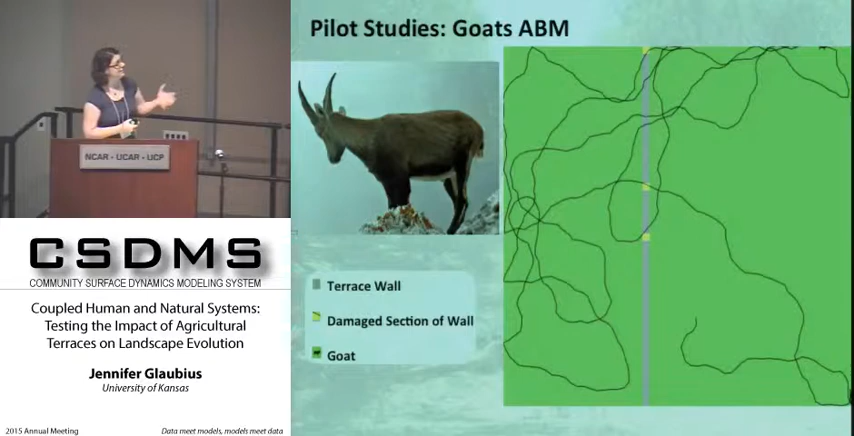 Pilot Studies: Goats ABM
NCAR - UCAR - UCP
CSDMS
COMMUNITY SURFACE DYNAMICS MODELING SYSTEM
Coupled Human and Natural Systems:
Testing the Impact of Agricultural
Terraces on Landscape Evolution
Jennifer Glaubius
University of Kansas
2015 Annual Meeting
Data meet models, models meet data
Terrace Wall
Damaged Section of Wall
Goat